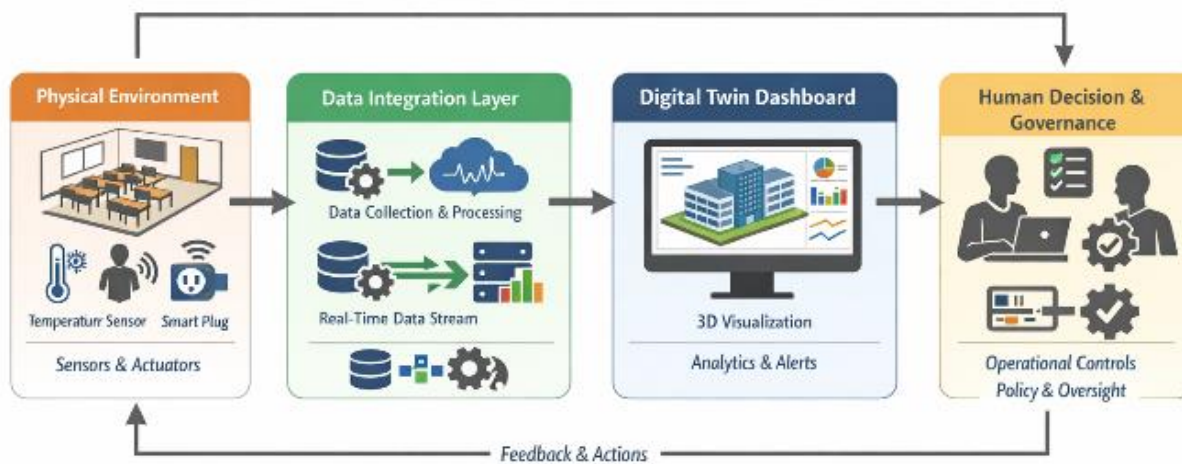 Physical Environment
Temperaturr Sensor
Smart Plug
Sensors & Actuators
Data Integration Layer
Data Collection & Processing
Real-Time Data Stream
Digital Twin Dashboard
3D Visualization
Analytics & Alerts
Human Decision &
Governance
Operational Controls
Policy & Oversight
Feedback & Actions